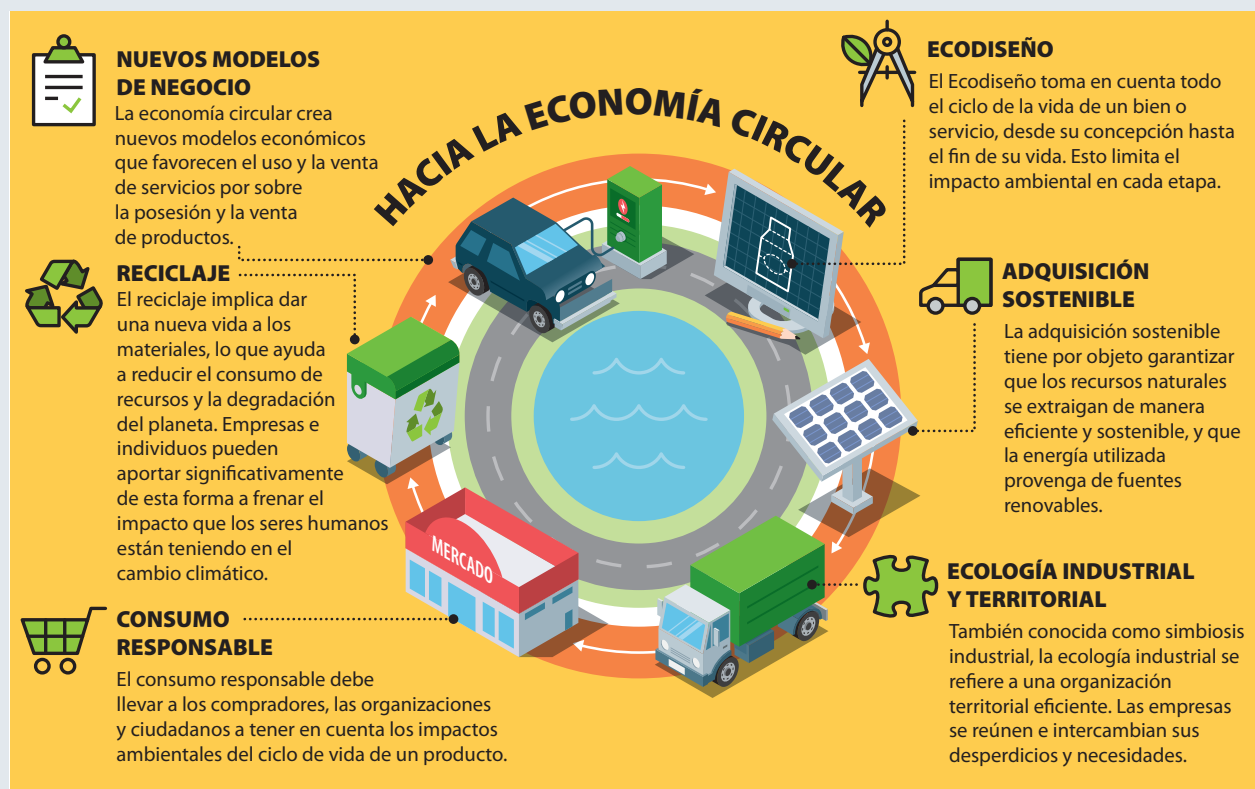 HACIA LA ECONOMÍA CIRCULAR
NUEVOS MODELOS
DE NEGOCIO
La economía circular crea
nuevos modelos económicos
que favorecen el uso y la venta
de servicios por sobre
la posesión y la venta
de productos.
RECICLAJE
El reciclaje implica dar
una nueva vida a los
materiales, lo que ayuda
a reducir el consumo de
recursos y la degradación
del planeta. Empresas e
individuos pueden
aportar significativamente
de esta forma a frenar el
impacto que los seres humanos
están teniendo en el
cambio climático.
CONSUMO
RESPONSABLE
El consumo responsable debe
llevar a los compradores, las organizaciones
y ciudadanos a tener en cuenta los impactos
ambientales del ciclo de vida de un producto.
MERCADO
ECODISEÑO
El Ecodiseño toma en cuenta todo
el ciclo de la vida de un bien o
servicio, desde su concepción hasta
el fin de su vida. Esto limita el
impacto ambiental en cada etapa.
ADQUISICIÓN
SOSTENIBLE
La adquisición sostenible
tiene por objeto garantizar
que los recursos naturales
se extraigan de manera
eficiente y sostenible, y que
la energía utilizada
provenga de fuentes
renovables.
ECOLOGÍA INDUSTRIAL
Y TERRITORIAL
También conocida como simbiosis
industrial, la ecología industrial se
refiere a una organización
territorial eficiente. Las empresas
se reúnen e intercambian sus
desperdicios y necesidades.